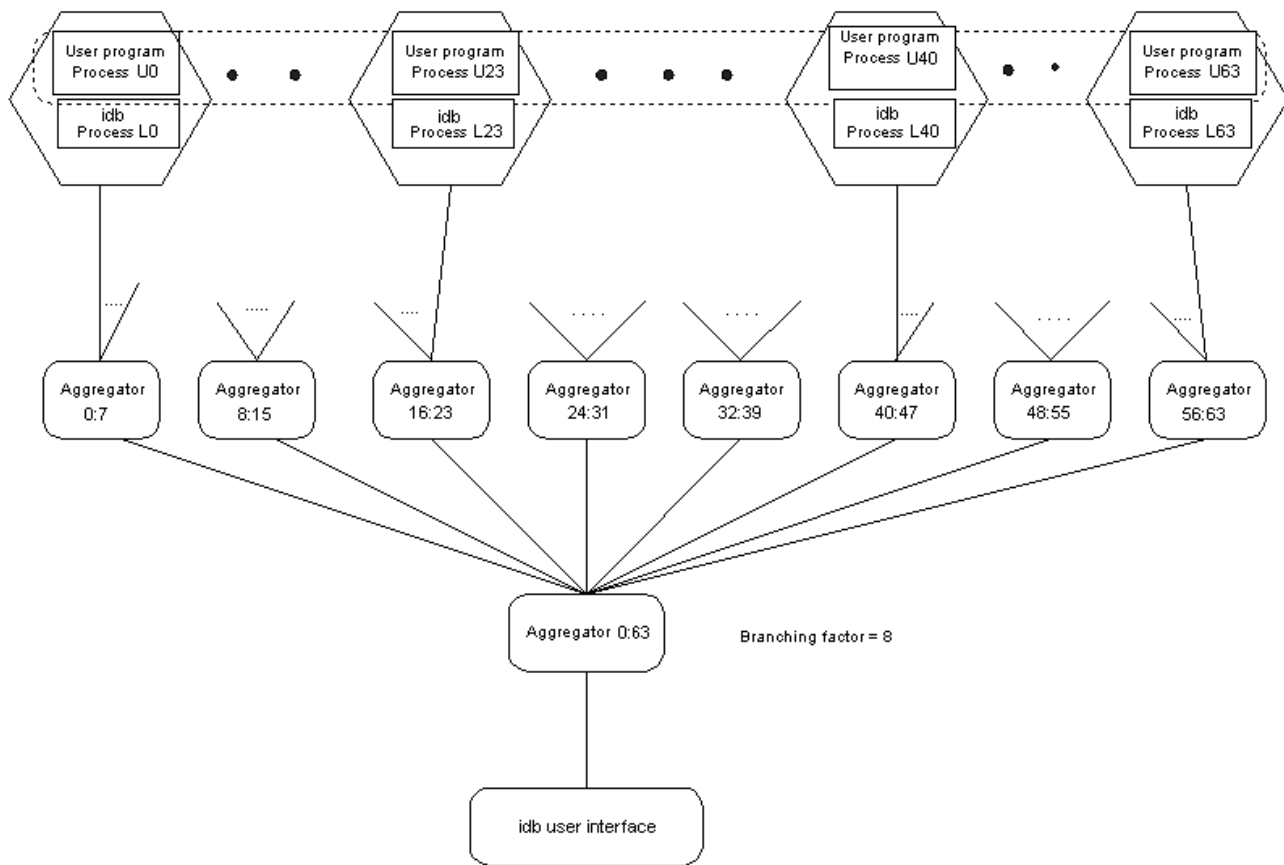 User program
Process U0
idb
Process L0
User program
Process U23
idb
Process L23
User program
Process U40
idb
Process L40
User program
Process U63
idb
Process L63
....
.....
....
. . . .
. . . .
....
. . . .
....
Aggregator
0:7
Aggregator
8:15
Aggregator
16:23
Aggregator
24:31
Aggregator
32:39
Aggregator
40:47
Aggregator
48:55
Aggregator
56:63
Aggregator 0:63
Branching factor = 8
idb user interface